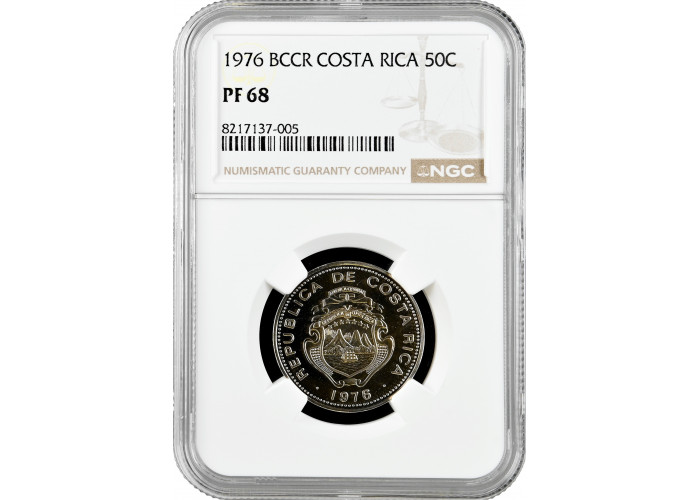 1976 BCCR COSTA RICA 50C
PF 68
8217137-005
NUMISMATIC GUARANTY COMPANY NGC
REPUBLICA DE COSTA RICA
· 1976 ·